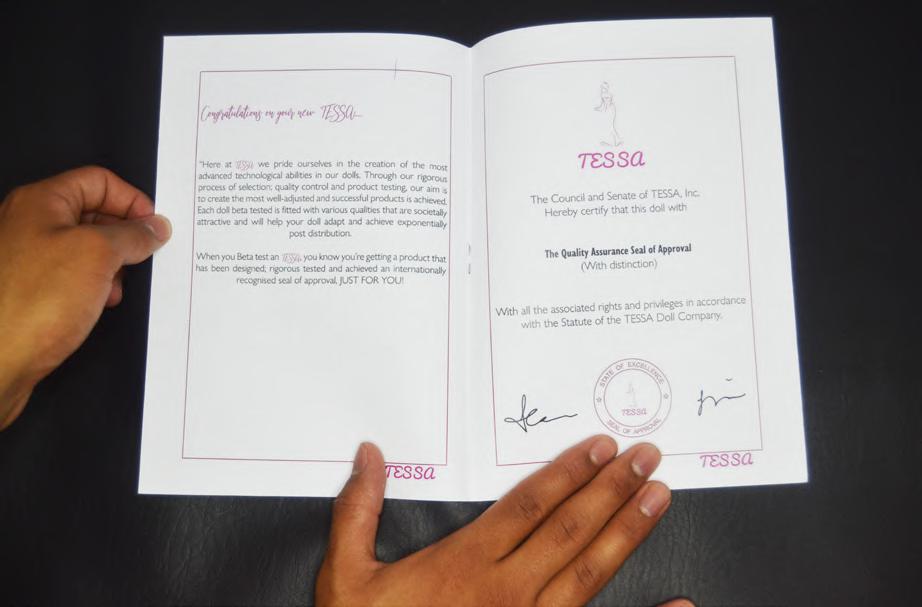 Congratulations on your new TESSA
"Here at TESSA we pride ourselves in the creation of the most
advanced technological abilities in our dolls. Through our rigorous
process of selection; quality control and product testing, our aim is
to create the most well-adjusted and successful products is achieved.
Each doll beta tested is fitted with various qualities that are societally
attractive and will help your doll adapt and achieve exponentially
post distribution.
When you Beta test an TESSA, you know you're getting a product that
has been designed; rigorous tested and achieved an internationally
recognised seal of approval, JUST FOR YOU!
TESSA
TESSA
The Council and Senate of TESSA, Inc.
Hereby certify that this doll with
The Quality Assurance Seal of Approval
(With distinction)
With all the associated rights and privileges in accordance
with the Statute of the TESSA Doll Company.
STATE OF EXCELLENCE
TESSA
SEAL OF APPROVAL
TESSA